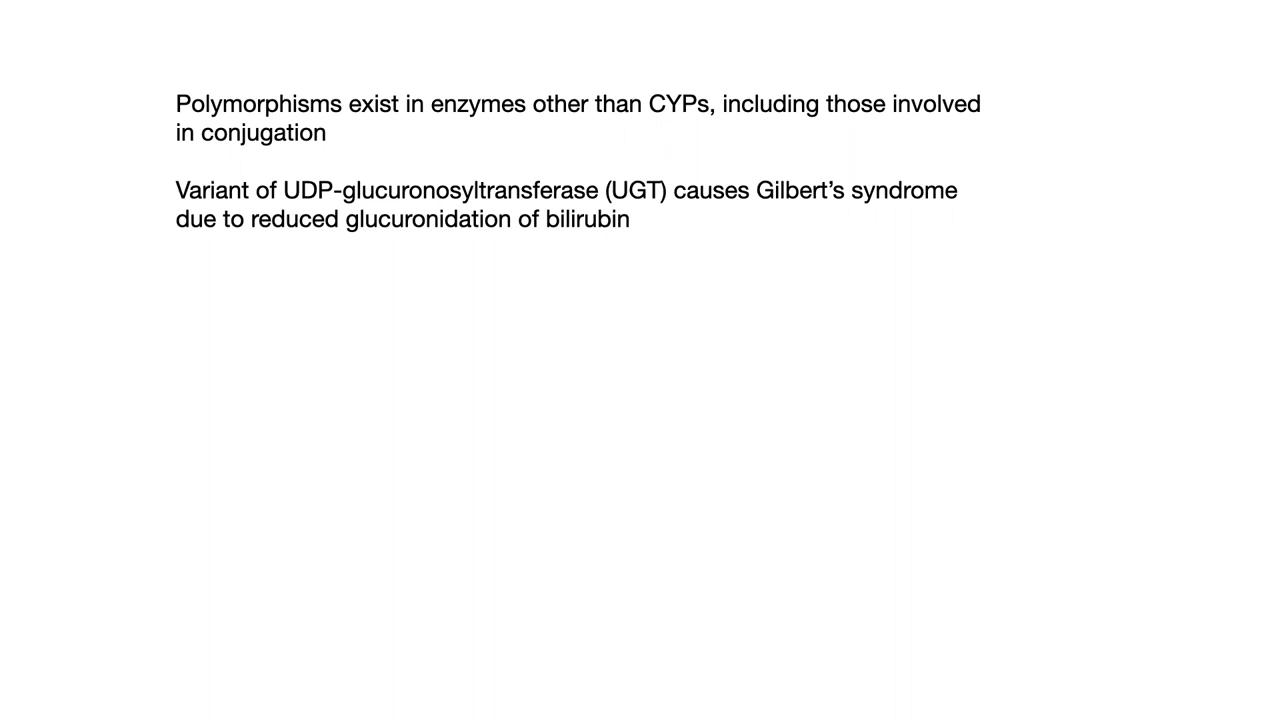 Polymorphisms exist in enzymes other than CYPs, including those involved
in conjugation
Variant of UDP-glucuronosyltransferase (UGT) causes Gilbert’s syndrome
due to reduced glucuronidation of bilirubin